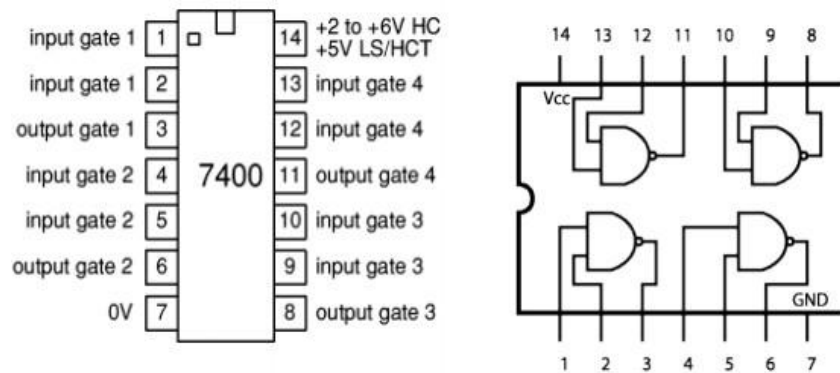 input gate 1 1 14 +2 to +6V HC
+5V LS/HCT
input gate 1 2 13 input gate 4
output gate 1 3 12 input gate 4
input gate 2 4 7400 11 output gate 4
input gate 2 5 10 input gate 3
output gate 2 6 9 input gate 3
0V 7 8 output gate 3
14 13 12 11 10 9 8
Vcc
GND
1 2 3 4 5 6 7